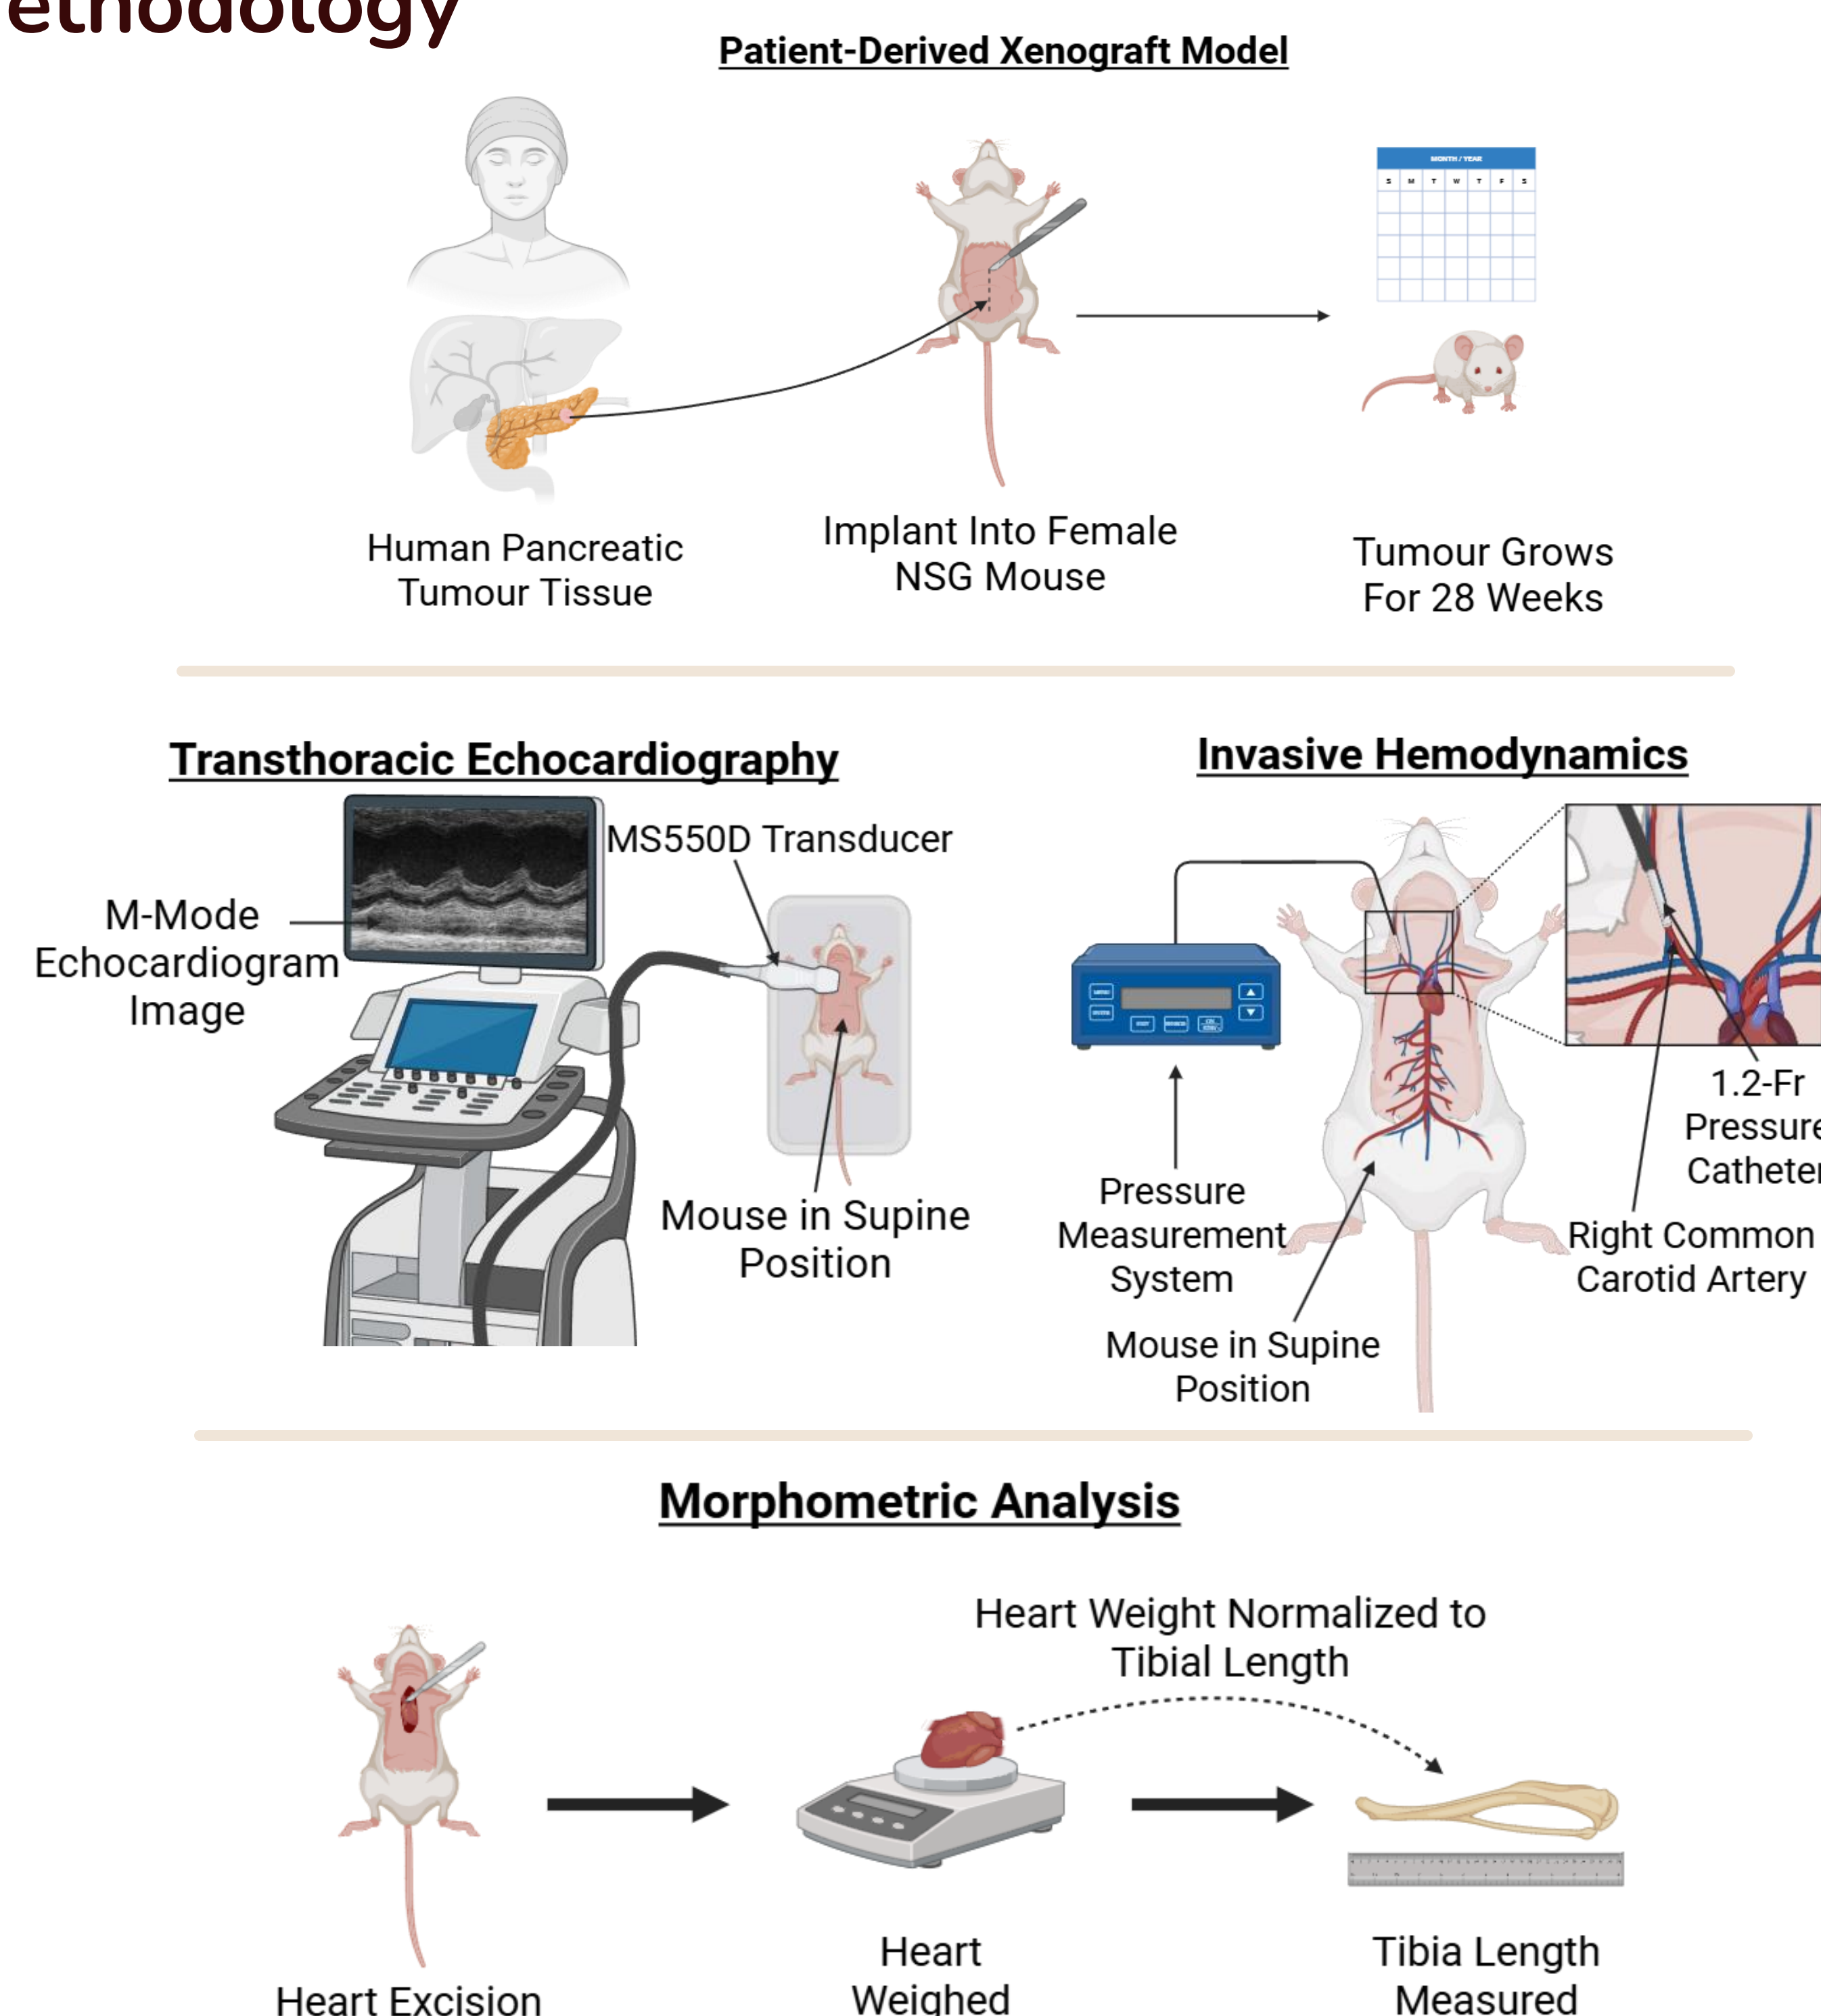 ethodology
Patient-Derived Xenograft Model
MONTH / YEAR
S M T W T F S
Human Pancreatic
Tumour Tissue
Implant Into Female
NSG Mouse
Tumour Grows
For 28 Weeks
Transthoracic Echocardiography
MS550D Transducer
M-Mode
Echocardiogram
Image
Mouse in Supine
Position
Invasive Hemodynamics
1.2-Fr
Pressure
Catheter
Pressure
Measurement
System
Right Common
Carotid Artery
Mouse in Supine
Position
Morphometric Analysis
Heart Weight Normalized to
Tibial Length
Heart Excision
Heart
Weighed
Tibia Length
Measured